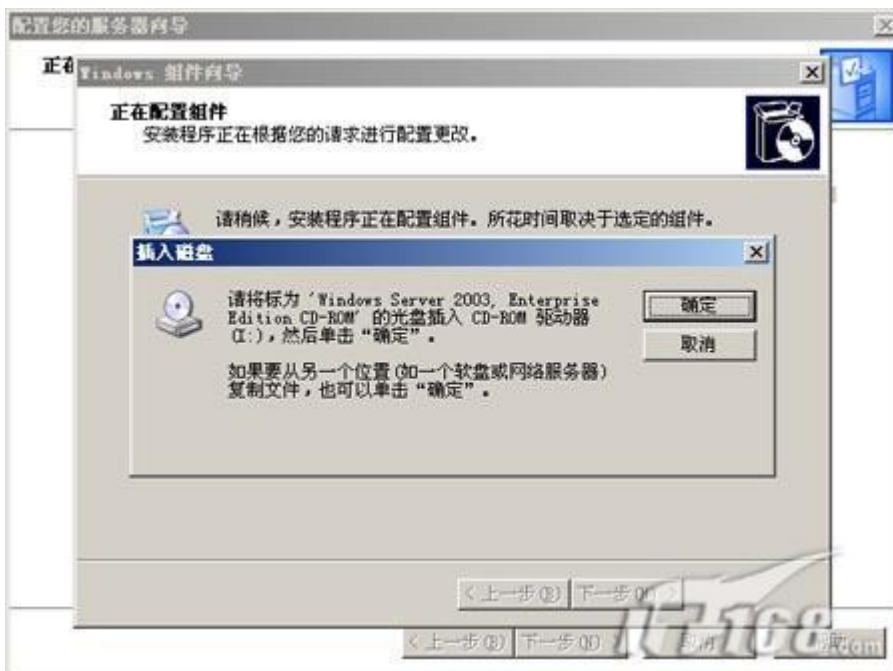 配置您的服务器向导
正在
Windows 组件向导
正在配置组件
安装程序正在根据您的请求进行配置更改。
请稍候，安装程序正在配置组件。所花时间取决于选定的组件。
插入磁盘
请将标为 'Windows Server 2003, Enterprise
Edition CD-ROM' 的光盘插入 CD-ROM 驱动器
(I:)，然后单击“确定”。
如果要从另一个位置(如一个软盘或网络服务器)
复制文件，也可以单击“确定”。
确定
取消
< 上一步(B)
下一步(N) >
< 上一步(B)
下一步(N) >
取消
帮助
IT168.com